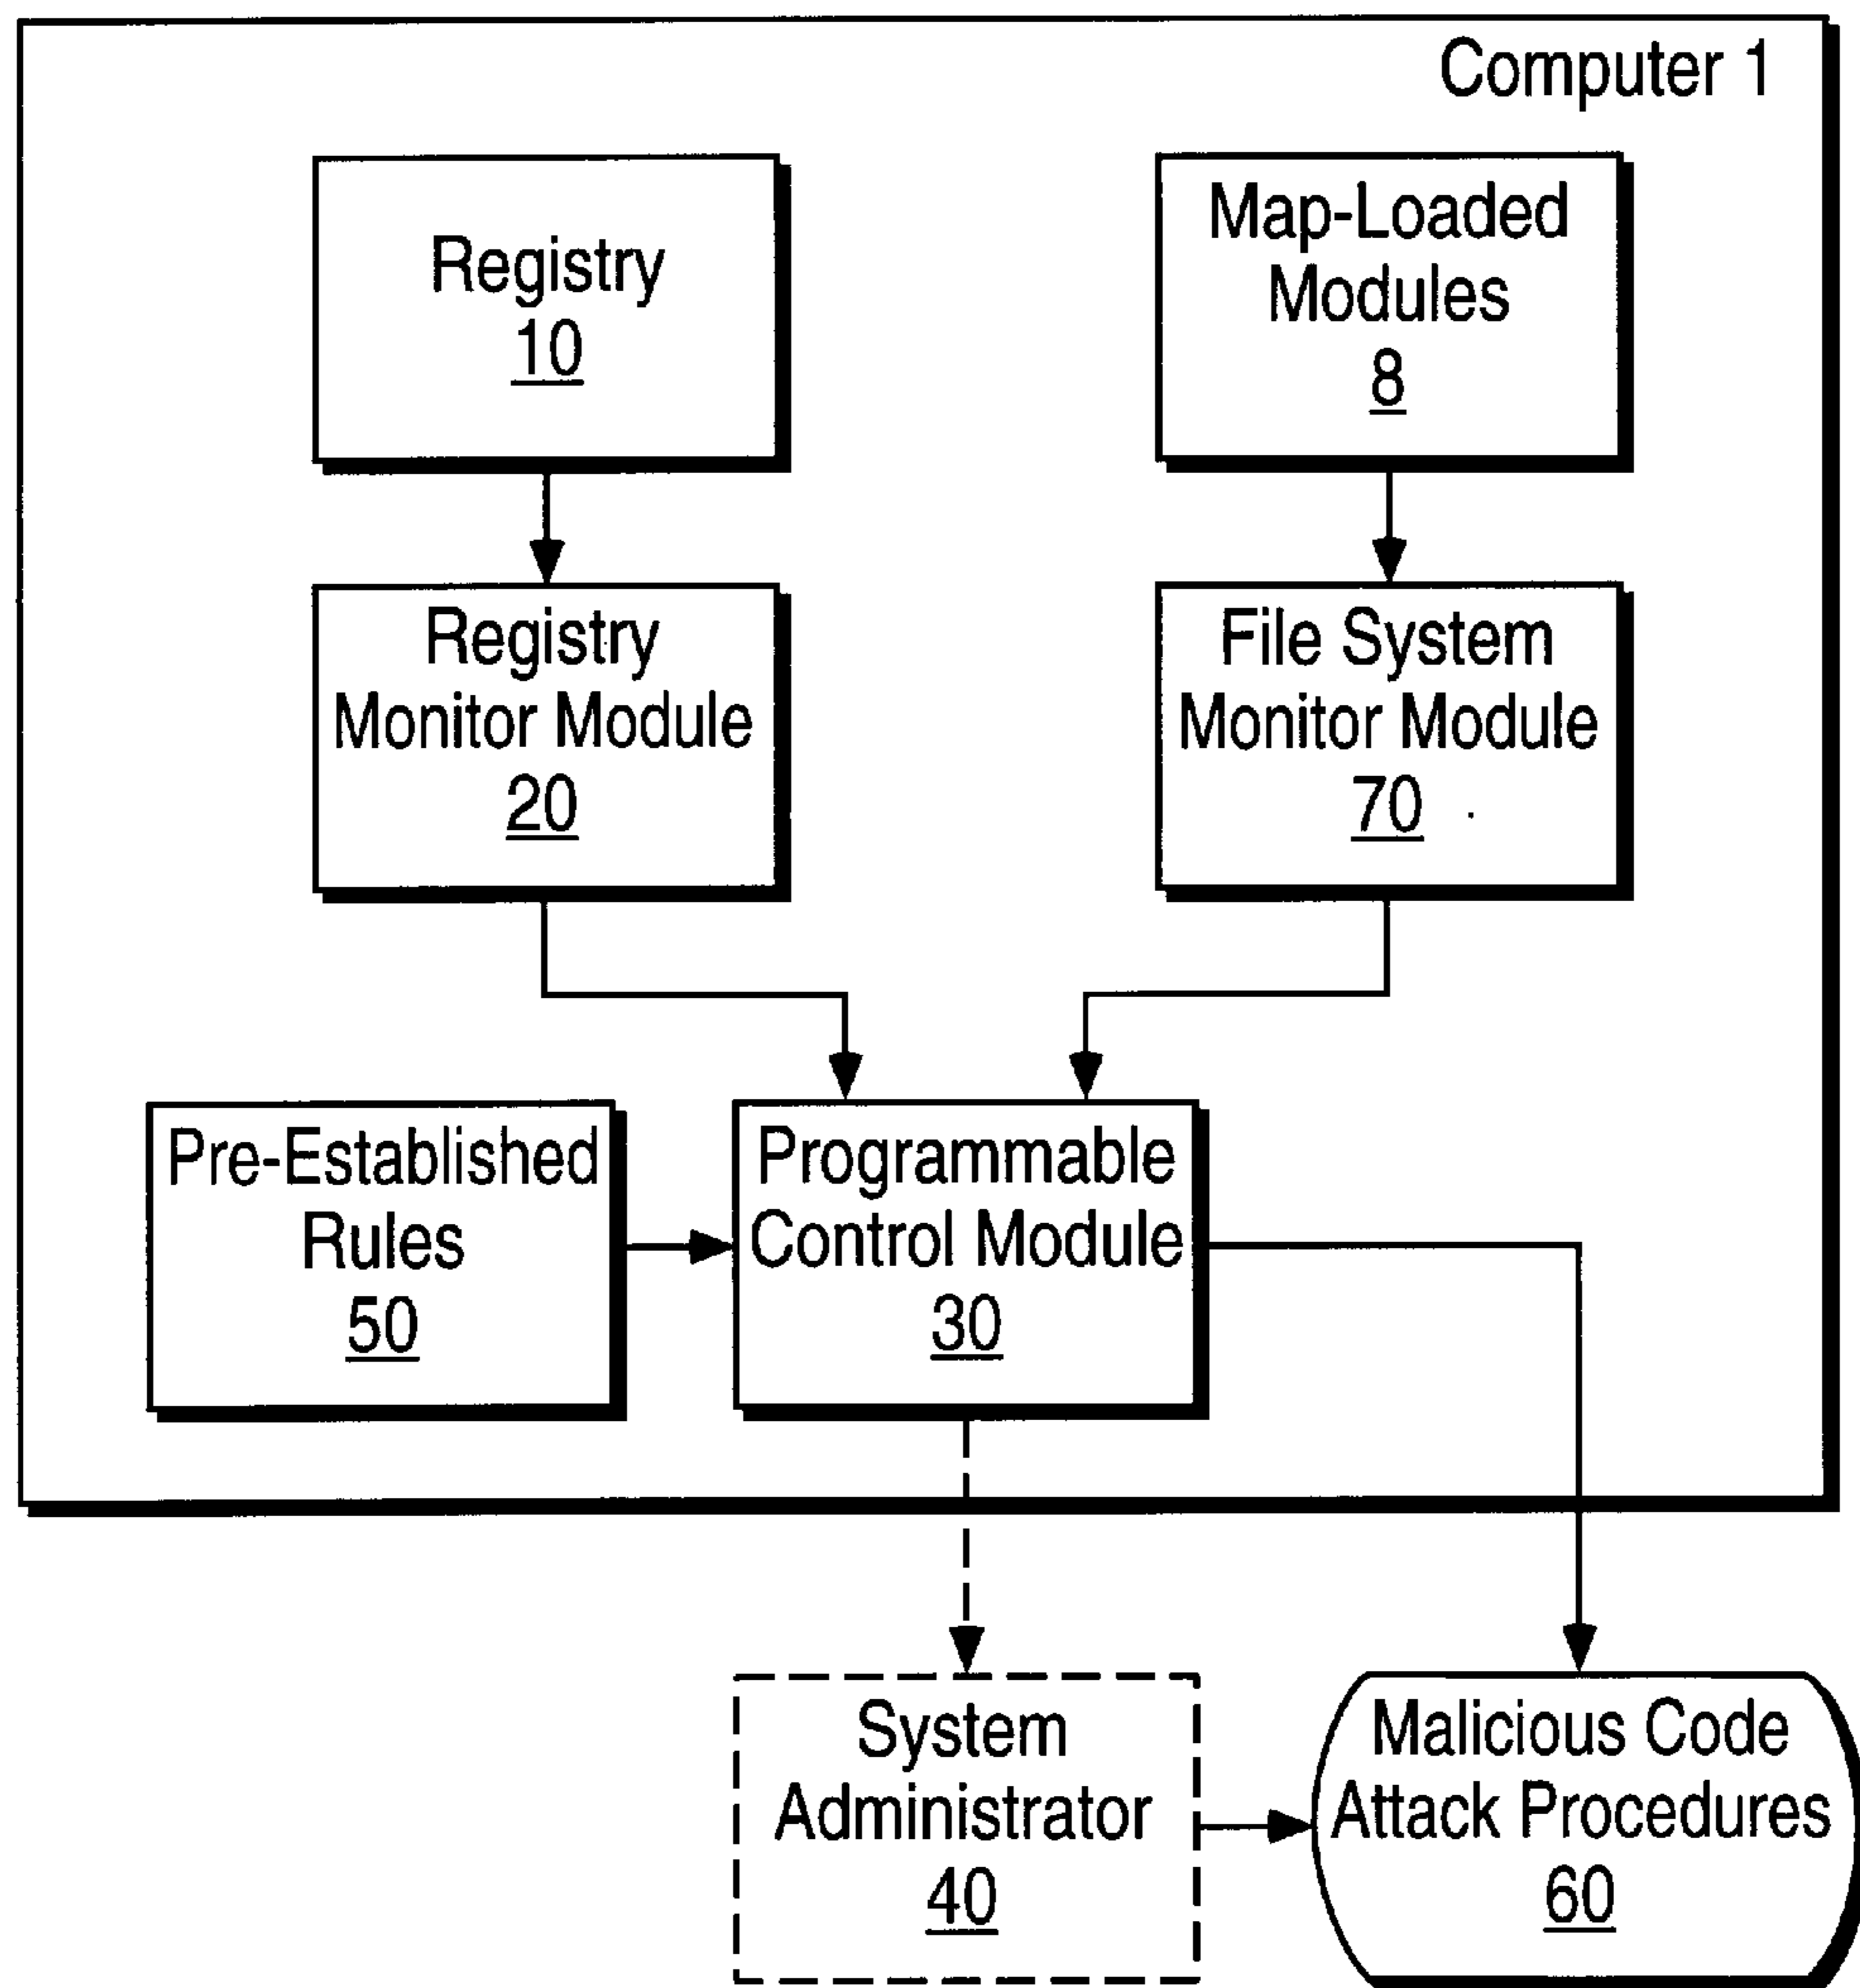 Computer 1
Registry
10
Map-Loaded
Modules
8
Registry
Monitor Module
20
File System
Monitor Module
70
Pre-Established
Rules
50
Programmable
Control Module
30
System
Administrator
40
Malicious Code
Attack Procedures
60